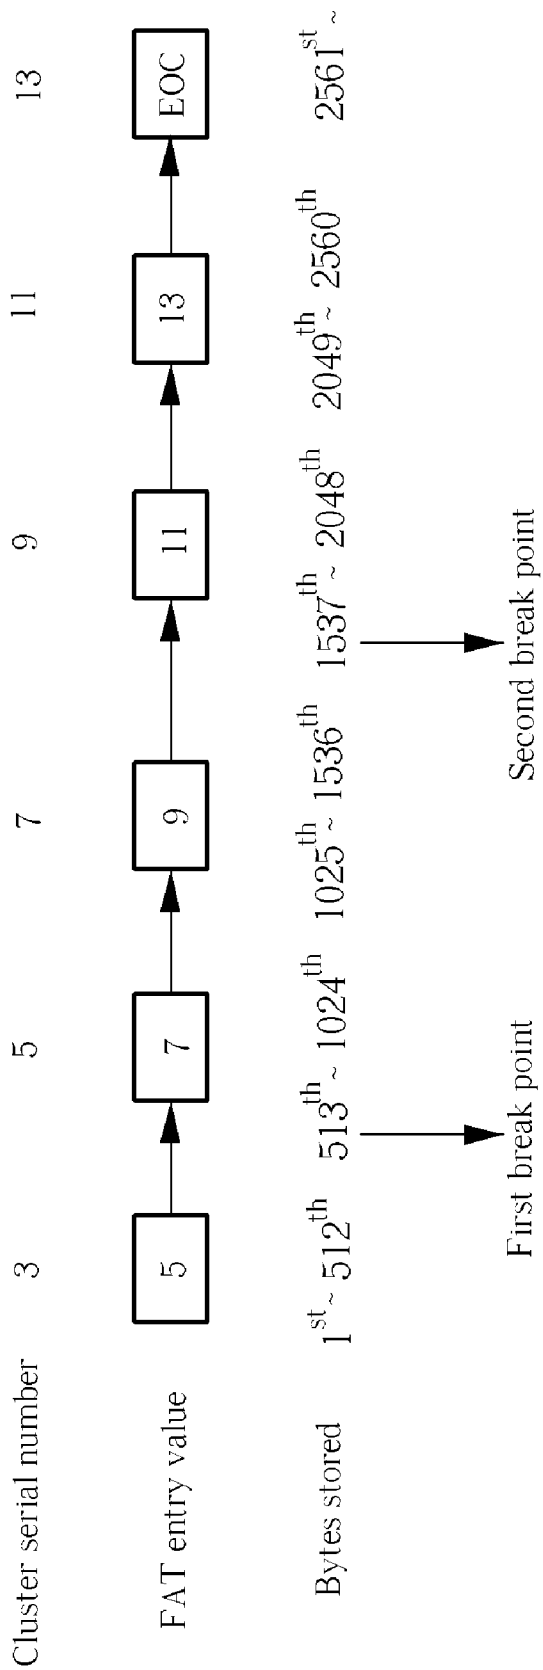 Cluster serial number 3 5 7 9 11 13
FAT entry value 5 7 9 11 13 EOC
Bytes stored 1st~ 512th 513th ~ 1024th 1025th ~ 1536th 1537th ~ 2048th 2049th ~ 2560th 2561st ~
First break point Second break point